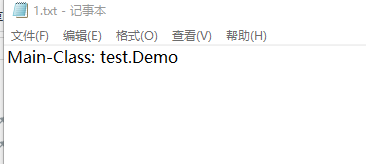 1.txt - 记事本
文件(F) 编辑(E) 格式(O) 查看(V) 帮助(H)
Main-Class: test.Demo